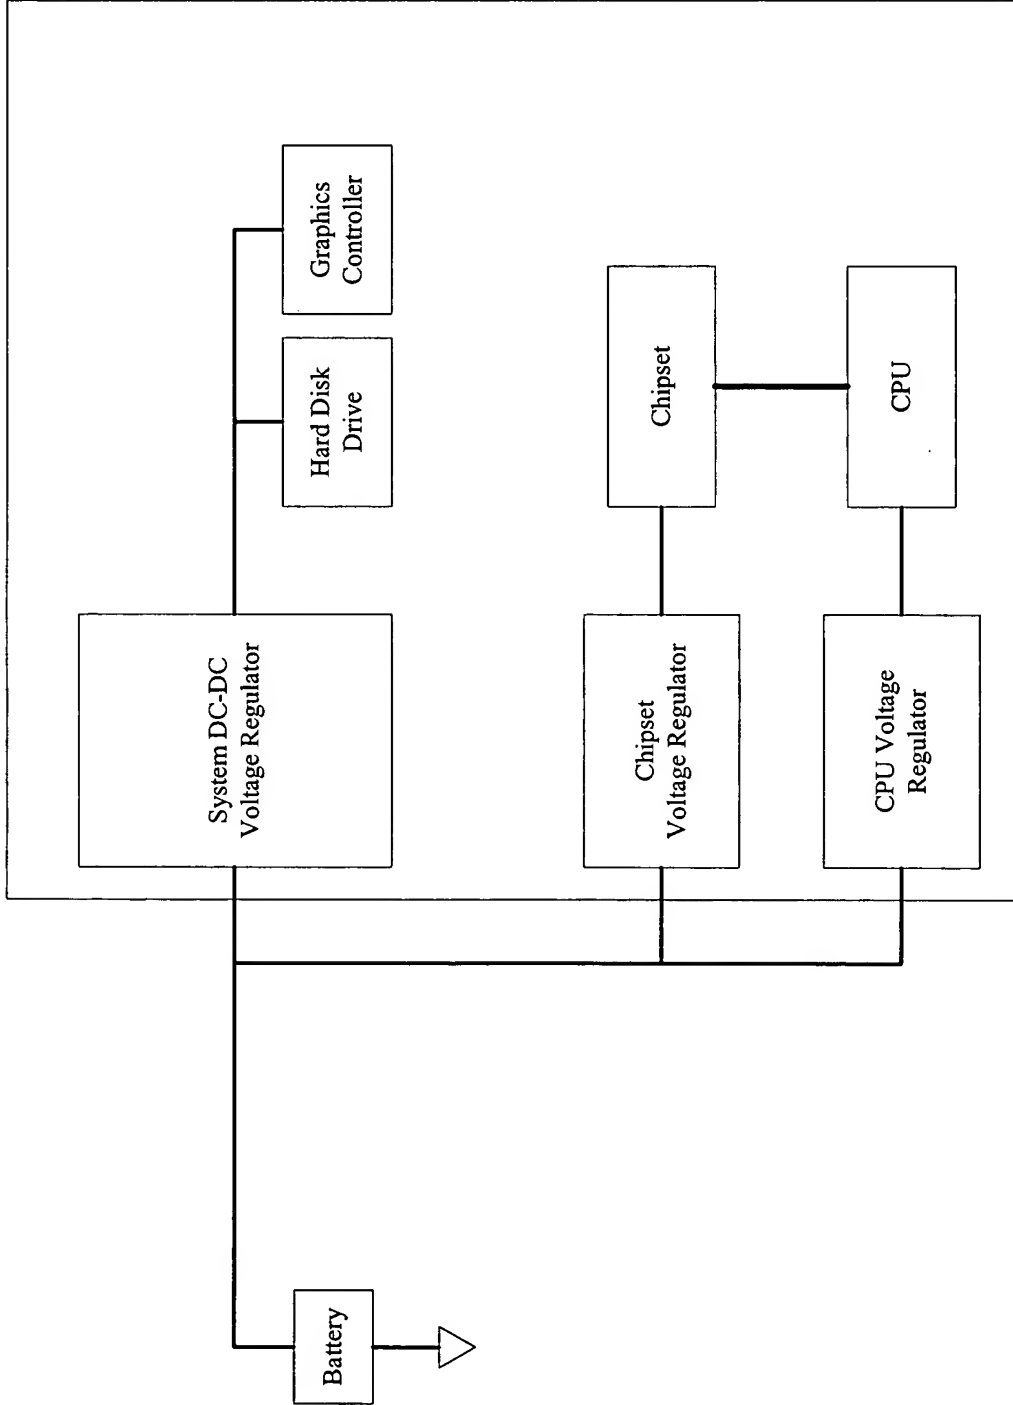 System DC-DC
Voltage Regulator
Hard Disk
Drive
Graphics
Controller
Chipset
Voltage Regulator
Chipset
CPU Voltage
Regulator
CPU
Battery